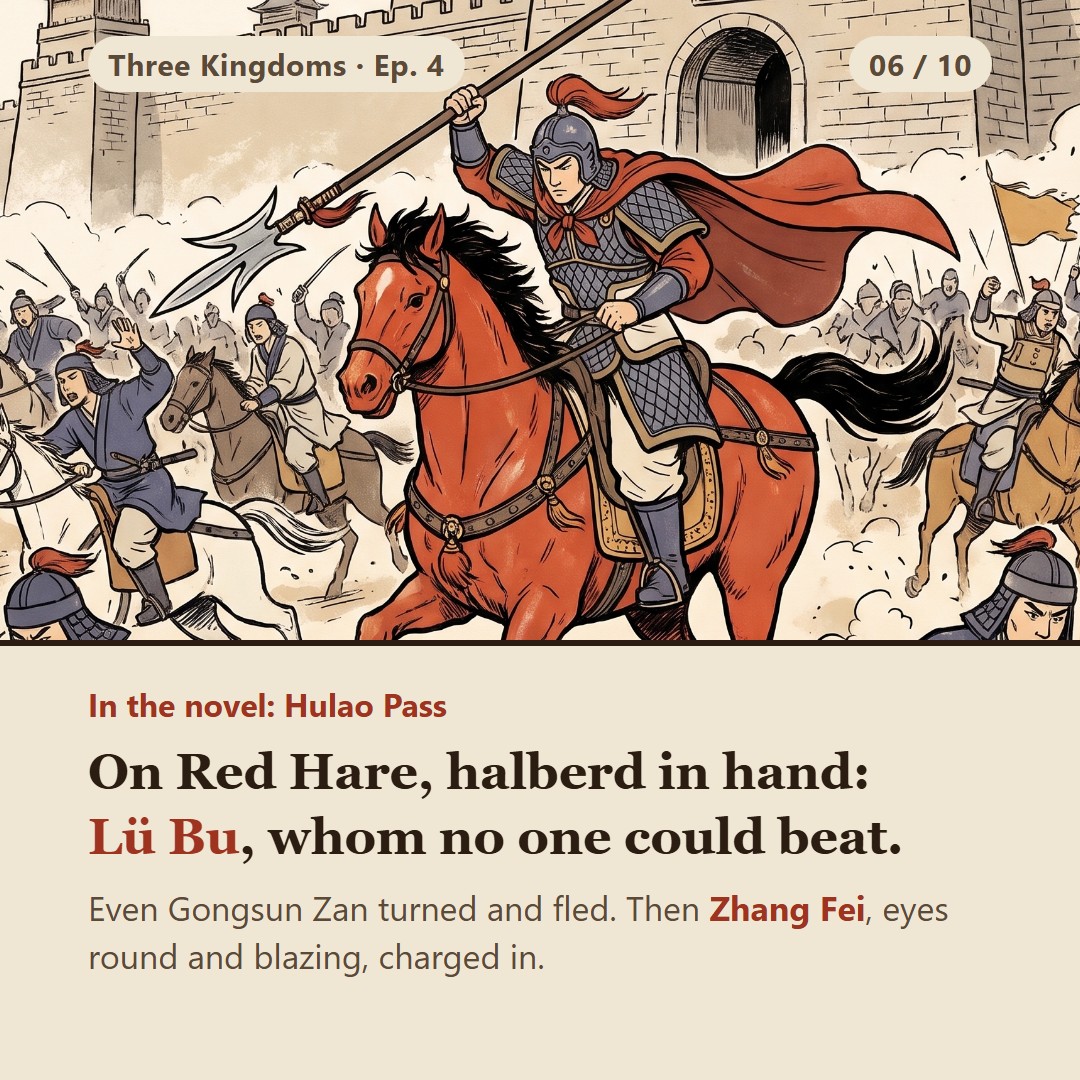 Three Kingdoms · Ep. 4
06 / 10
In the novel: Hulao Pass
On Red Hare, halberd in hand:
Lü Bu, whom no one could beat.
Even Gongsun Zan turned and fled. Then Zhang Fei, eyes
round and blazing, charged in.